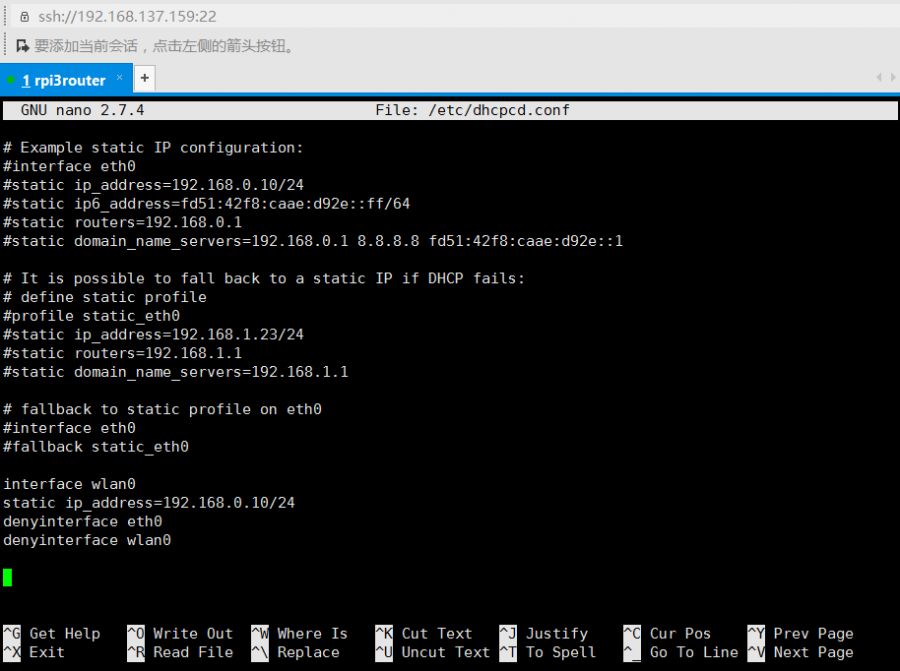 ssh://192.168.137.159:22
要添加当前会话，点击左侧的箭头按钮。
1 rpi3router × +
GNU nano 2.7.4 File: /etc/dhcpcd.conf
# Example static IP configuration:
#interface eth0
#static ip_address=192.168.0.10/24
#static ip6_address=fd51:42f8:caae:d92e::ff/64
#static routers=192.168.0.1
#static domain_name_servers=192.168.0.1 8.8.8.8 fd51:42f8:caae:d92e::1
# It is possible to fall back to a static IP if DHCP fails:
# define static profile
#profile static_eth0
#static ip_address=192.168.1.23/24
#static routers=192.168.1.1
#static domain_name_servers=192.168.1.1
# fallback to static profile on eth0
#interface eth0
#fallback static_eth0
interface wlan0
static ip_address=192.168.0.10/24
denyinterface eth0
denyinterface wlan0
^G Get Help ^O Write Out ^W Where Is ^K Cut Text ^J Justify ^C Cur Pos ^Y Prev Page
^X Exit ^R Read File ^\ Replace ^U Uncut Text ^T To Spell ^_ Go To Line ^V Next Page